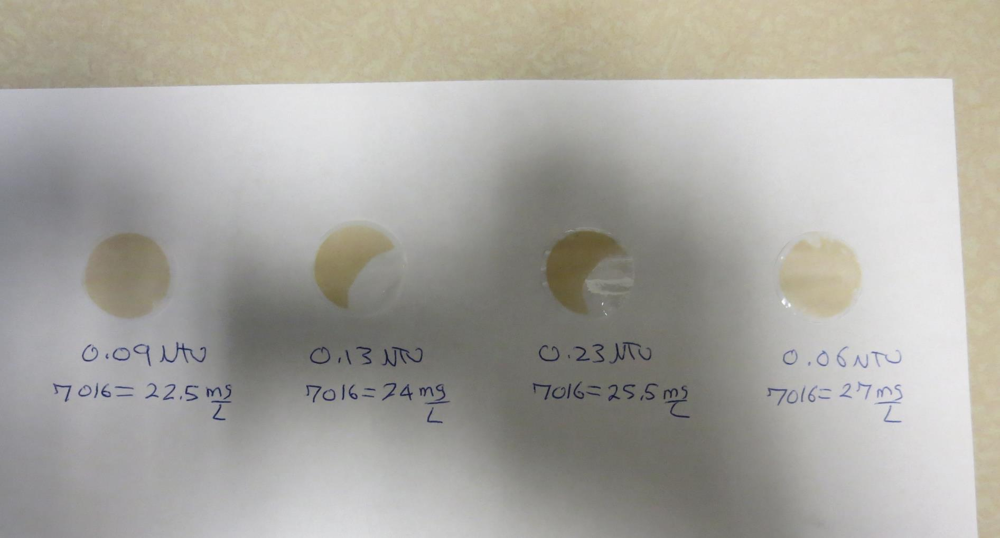 0.09 NTU
7016 = 22.5 mg/L
0.13 NTU
7016 = 24 mg/L
0.23 NTU
7016 = 25.5 mg/L
0.06 NTU
7016 = 27 mg/L